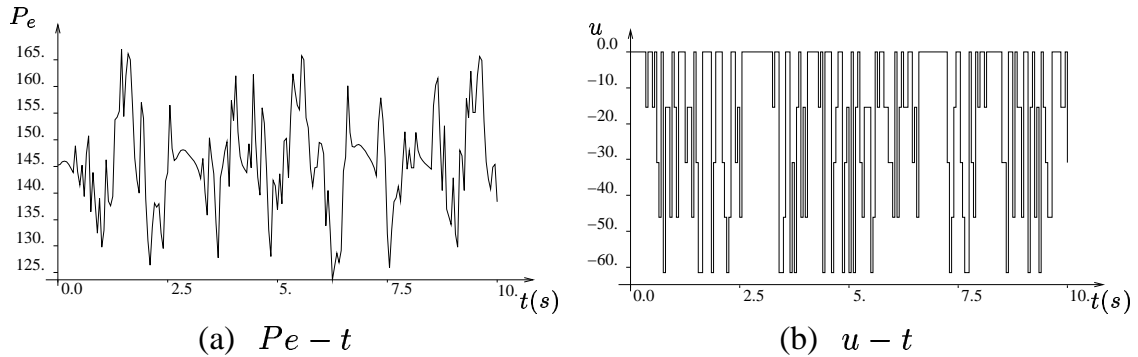 P_e
165.
160.
155.
150.
145.
140.
135.
130.
125.
0.0 2.5 5. 7.5 10. t(s)
(a) Pe − t
u
0.0
−10.
−20.
−30.
−40.
−50.
−60.
0.0 2.5 5. 7.5 10. t(s)
(b) u − t